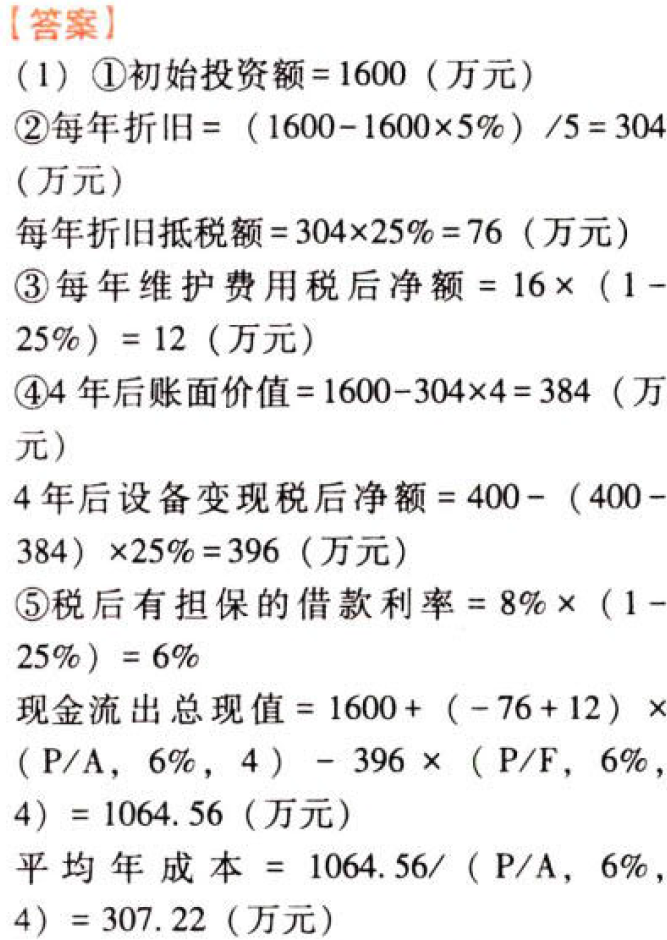 【答案】
（1）①初始投资额=1600（万元）
②每年折旧=（1600-1600×5%）/5=304
（万元）
每年折旧抵税额=304×25%=76（万元）
③每年维护费用税后净额=16×（1-
25%）=12（万元）
④4年后账面价值=1600-304×4=384（万
元）
4年后设备变现税后净额=400-（400-
384）×25%=396（万元）
⑤税后有担保的借款利率=8%×（1-
25%）=6%
现金流出总现值=1600+（-76+12）×
（P/A，6%，4）-396×（P/F，6%，
4）=1064.56（万元）
平均年成本=1064.56/（P/A，6%，
4）=307.22（万元）